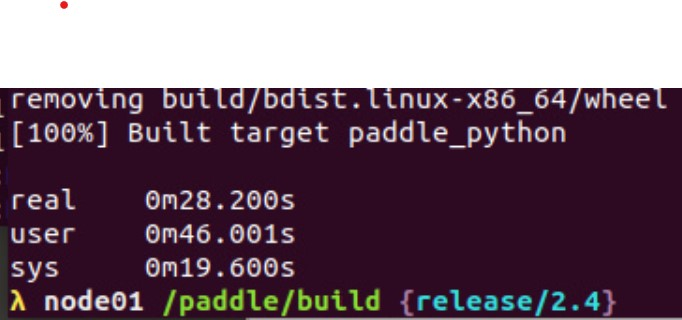 removing build/bdist.linux-x86_64/wheel
[100%] Built target paddle_python
real 0m28.200s
user 0m46.001s
sys 0m19.600s
λ node01 /paddle/build {release/2.4}